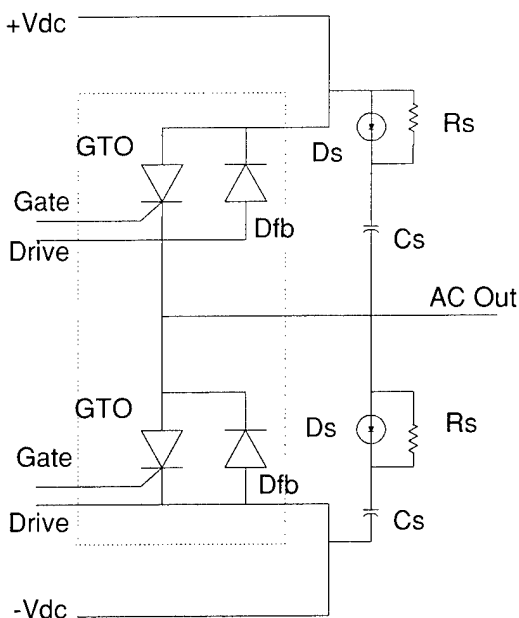 +Vdc
GTO
Ds
Rs
Gate
Dfb
Drive
Cs
AC Out
GTO
Ds
Rs
Gate
Dfb
Drive
Cs
-Vdc